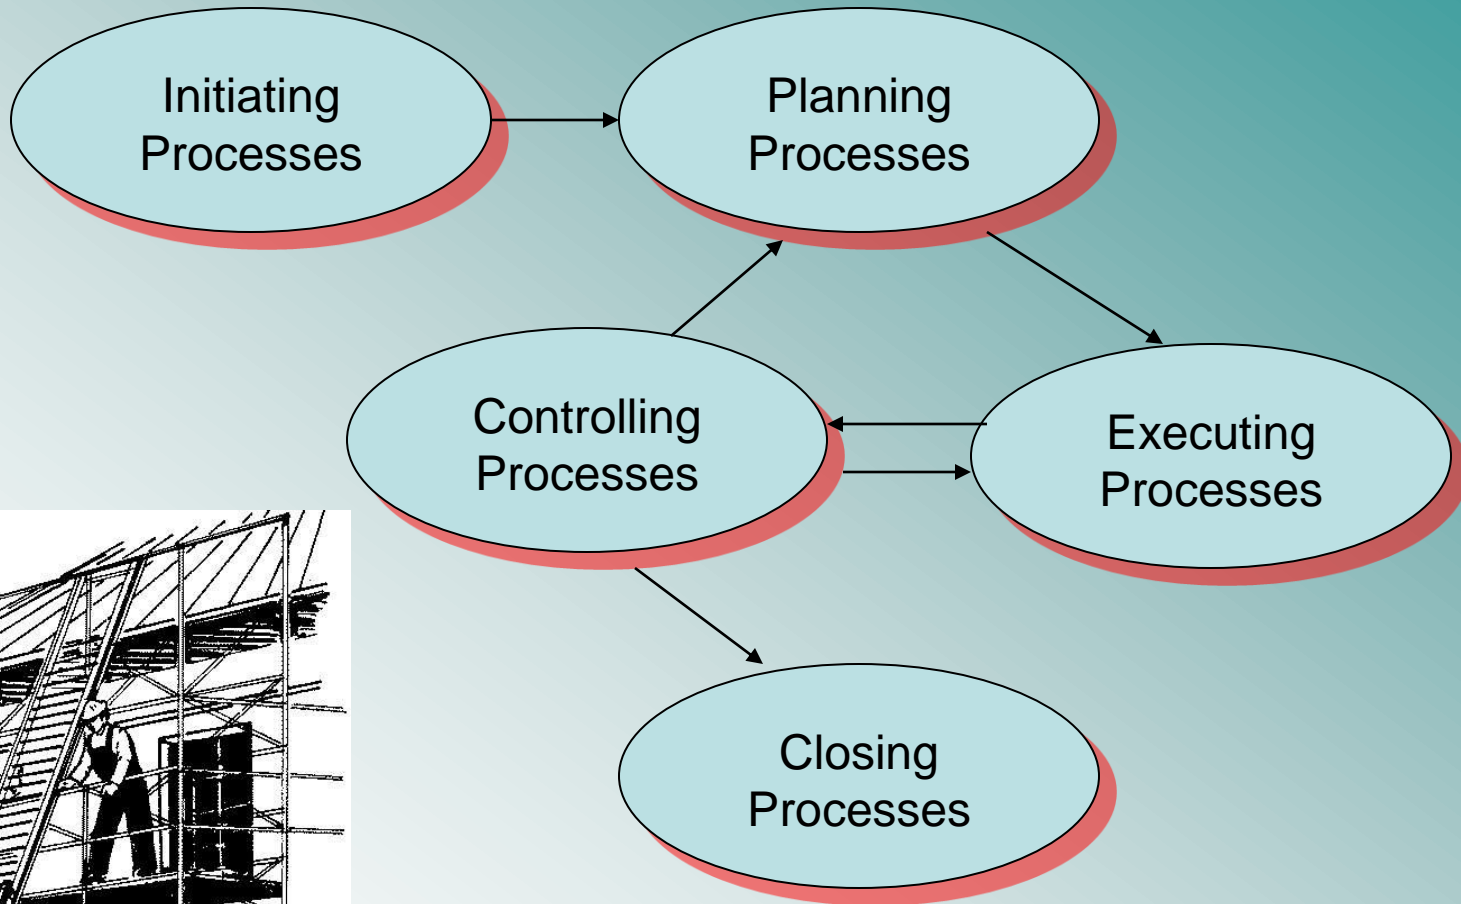 Initiating
Processes
Planning
Processes
Controlling
Processes
Executing
Processes
Closing
Processes